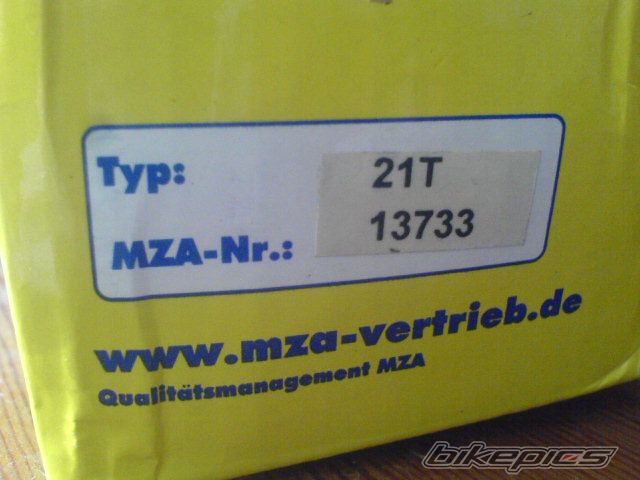 Typ: 21T
MZA-Nr.: 13733
www.mza-vertrieb.de
Qualitätsmanagement MZA
bikepics